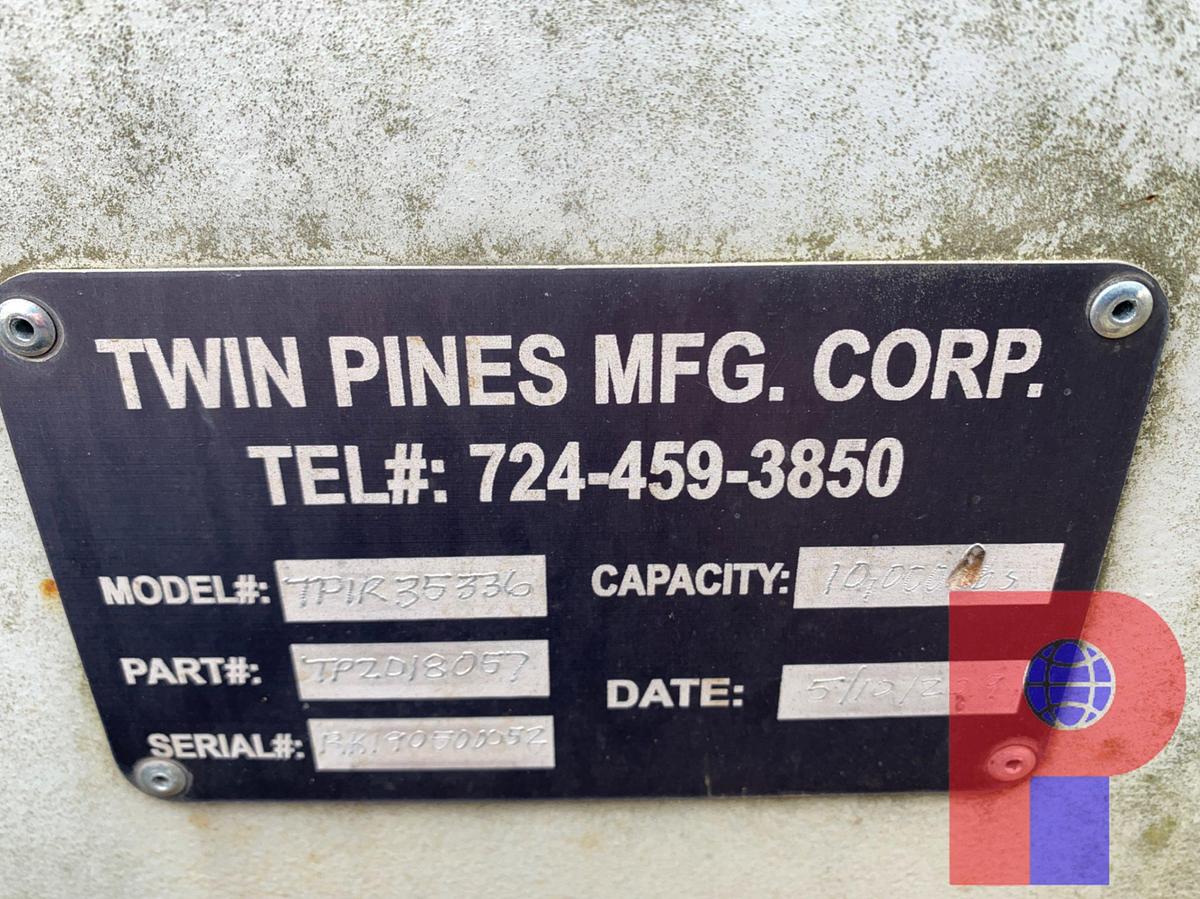 TWIN PINES MFG. CORP.
TEL#: 724-459-3850
MODEL#: TPIR35336
CAPACITY:
PART#: TP2018057
DATE:
SERIAL#: